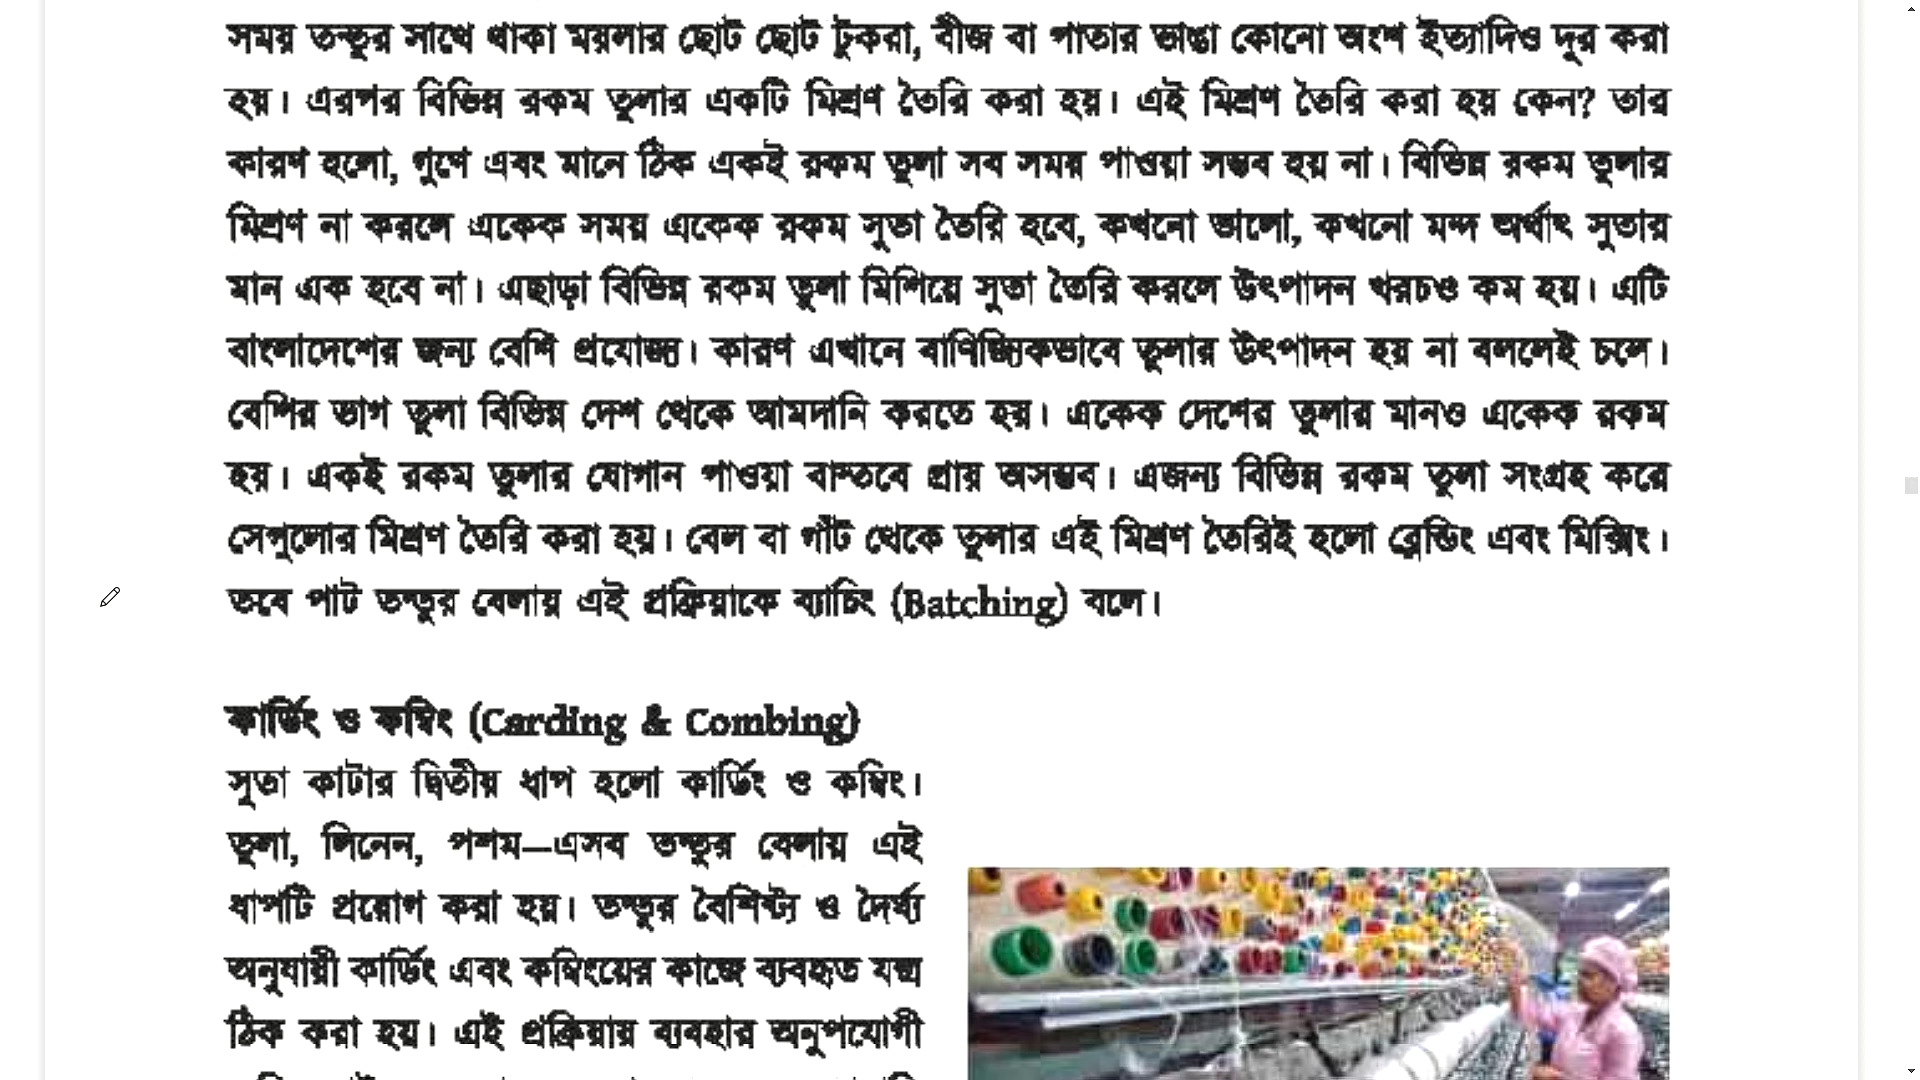 সময় তন্তুর সাথে থাকা ময়লার ছোট ছোট টুকরা, বীজ বা পাতার ভাঙা কোনো অংশ ইত্যাদিও দূর করা
হয়। এরপর বিভিন্ন রকম তুলার একটি মিশ্রণ তৈরি করা হয়। এই মিশ্রণ তৈরি করা হয় কেন? তার
কারণ হলো, গুণে এবং মানে ঠিক একই রকম তুলা সব সময় পাওয়া সম্ভব হয় না। বিভিন্ন রকম তুলার
মিশ্রণ না করলে একেক সময় একেক রকম সুতা তৈরি হবে, কখনো ভালো, কখনো মন্দ অর্থাৎ সুতার
মান এক হবে না। এছাড়া বিভিন্ন রকম তুলা মিশিয়ে সুতা তৈরি করলে উৎপাদন খরচও কম হয়। এটি
বাংলাদেশের জন্য বেশি প্রযোজ্য। কারণ এখানে বাণিজ্যিকভাবে তুলার উৎপাদন হয় না বললেই চলে।
বেশির ভাগ তুলা বিভিন্ন দেশ থেকে আমদানি করতে হয়। একেক দেশের তুলার মানও একেক রকম
হয়। একই রকম তুলার যোগান পাওয়া বাস্তবে প্রায় অসম্ভব। এজন্য বিভিন্ন রকম তুলা সংগ্রহ করে
সেগুলোর মিশ্রণ তৈরি করা হয়। বেল বা গাঁট থেকে তুলার এই মিশ্রণ তৈরিই হলো ব্লেন্ডিং এবং মিক্সিং।
তবে পাট তন্তুর বেলায় এই প্রক্রিয়াকে ব্যাচিং (Batching) বলে।
কার্ডিং ও কম্বিং (Carding & Combing)
সুতা কাটার দ্বিতীয় ধাপ হলো কার্ডিং ও কম্বিং।
তুলা, লিনেন, পশম—এসব তন্তুর বেলায় এই
ধাপটি প্রয়োগ করা হয়। তন্তুর বৈশিষ্ট্য ও দৈর্ঘ্য
অনুযায়ী কার্ডিং এবং কম্বিংয়ের কাজে ব্যবহৃত যন্ত্র
ঠিক করা হয়। এই প্রক্রিয়ায় ব্যবহার অনুপযোগী